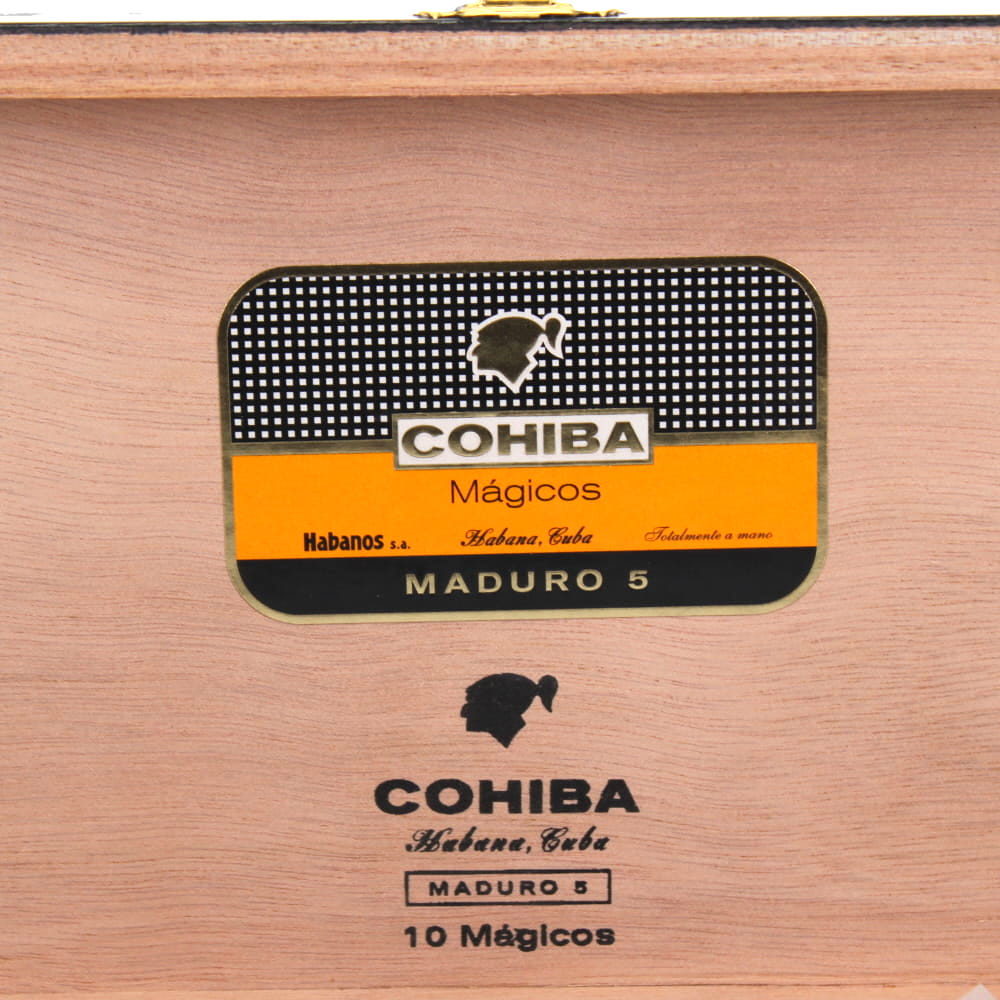 COHIBA
Mágicos
Habanos s.a. Habana, Cuba Totalmente a mano
MADURO 5
COHIBA
Habana, Cuba
MADURO 5
10 Mágicos